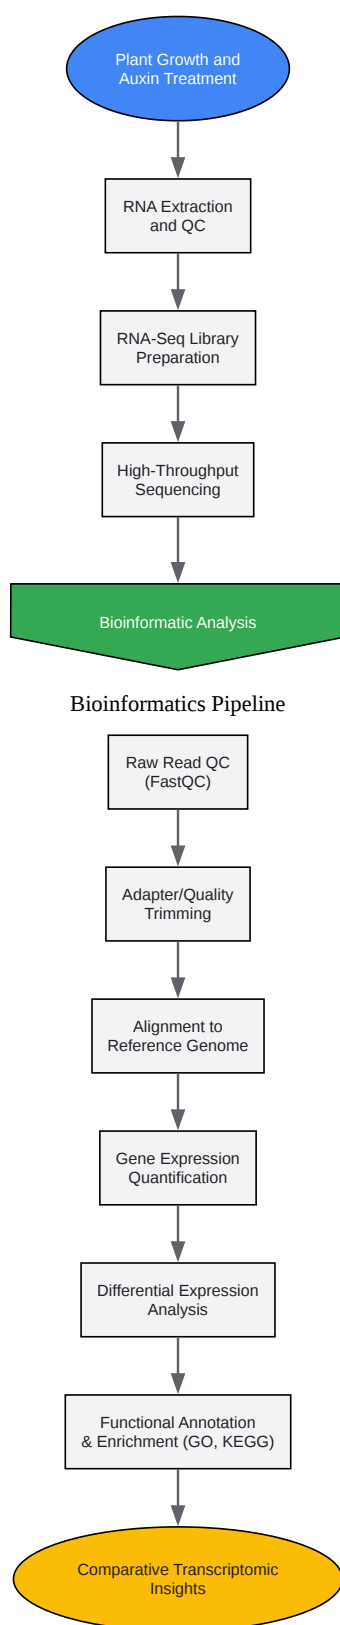 Plant Growth and
Auxin Treatment
RNA Extraction
and QC
RNA-Seq Library
Preparation
High-Throughput
Sequencing
Bioinformatic Analysis
Bioinformatics Pipeline
Raw Read QC
(FastQC)
Adapter/Quality
Trimming
Alignment to
Reference Genome
Gene Expression
Quantification
Differential Expression
Analysis
Functional Annotation
& Enrichment (GO, KEGG)
Comparative Transcriptomic
Insights